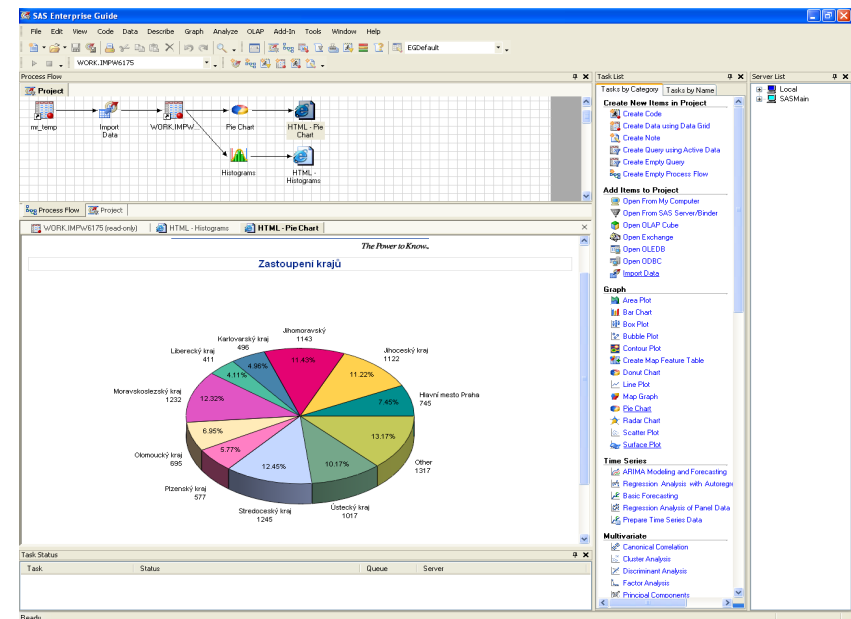 SAS Enterprise Guide
File Edit View Code Data Describe Graph Analyze OLAP Add-In Tools Window Help
EGDefault
WORK.IMPW6175
Process Flow
Project
mr_temp
Import
Data
WORK.IMPW...
Pie Chart
HTML - Pie
Chart
Histograms
HTML -
Histograms
Process Flow Project
WORK.IMPW6175 (read-only) HTML - Histograms HTML - Pie Chart
The Power to Know
Zastoupení krajů
Jihomoravský
1143
11.43%
Jihoceský kraj
1122
11.22%
Hlavní mesto Praha
745
7.45%
Other
1317
13.17%
Ústecký kraj
1017
10.17%
Stredoceský kraj
1245
12.45%
Plzenský kraj
577
5.77%
Olomoucký kraj
695
6.95%
Moravskoslezský kraj
1232
12.32%
Liberecký kraj
411
4.11%
Karlovarský kraj
496
4.96%
Task Status
Task Status Queue Server
Ready
Task List
Tasks by Category Tasks by Name
Create New Items in Project
Create Code
Create Data using Data Grid
Create Note
Create Query using Active Data
Create Empty Query
Create Empty Process Flow
Add Items to Project
Open From My Computer
Open From SAS Server/Binder
Open OLAP Cube
Open Exchange
Open OLEDB
Open ODBC
Import Data
Graph
Area Plot
Bar Chart
Box Plot
Bubble Plot
Contour Plot
Create Map Feature Table
Donut Chart
Line Plot
Map Graph
Pie Chart
Radar Chart
Scatter Plot
Surface Plot
Time Series
ARIMA Modeling and Forecasting
Regression Analysis with Autoregr
Basic Forecasting
Regression Analysis of Panel Data
Prepare Time Series Data
Multivariate
Canonical Correlation
Cluster Analysis
Discriminant Analysis
Factor Analysis
Principal Components
Server List
Local
SASMain